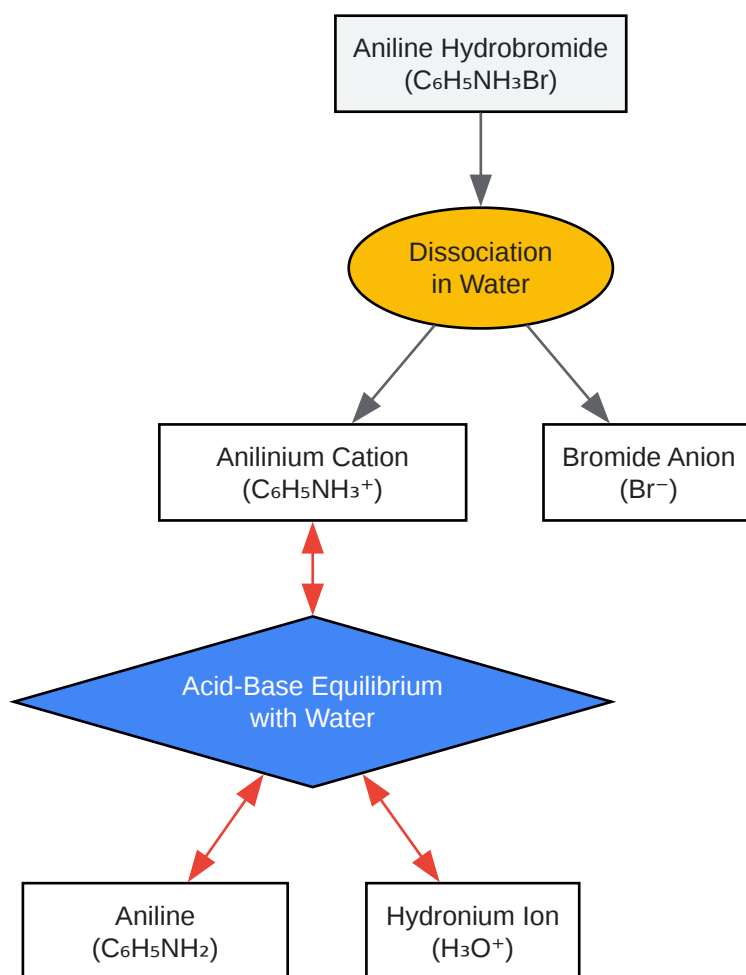 Aniline Hydrobromide
(C₆H₅NH₃Br)
Dissociation
in Water
Anilinium Cation
(C₆H₅NH₃⁺)
Bromide Anion
(Br⁻)
Acid-Base Equilibrium
with Water
Aniline
(C₆H₅NH₂)
Hydronium Ion
(H₃O⁺)